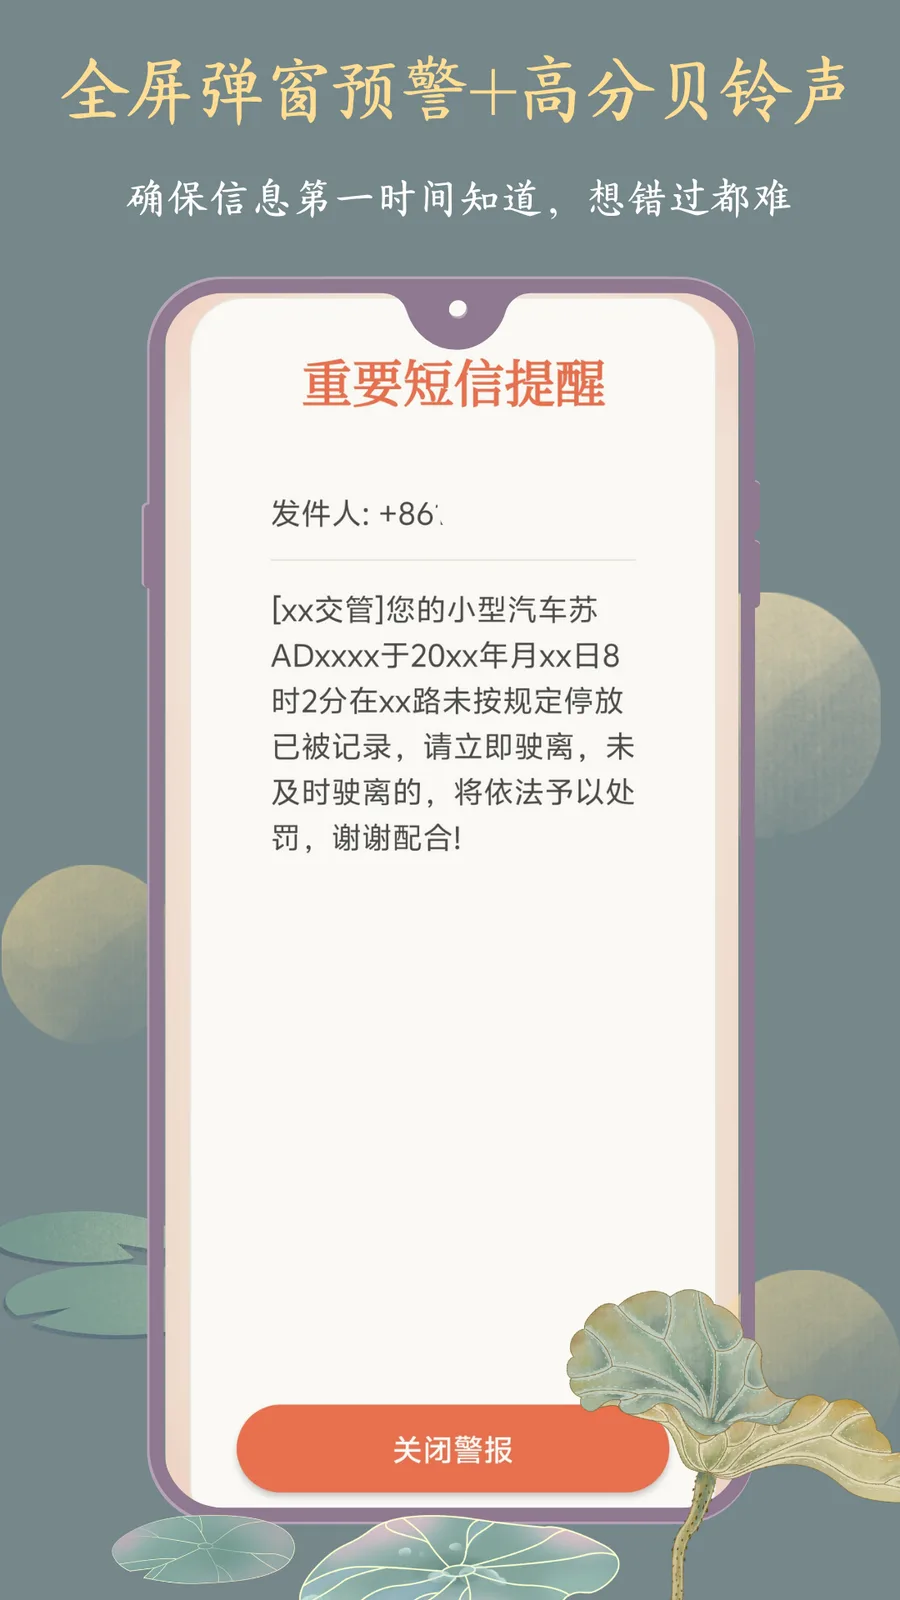 全屏弹窗预警+高分贝铃声
确保信息第一时间知道，想错过都难
重要短信提醒
发件人: +86
[xx交管]您的小型汽车苏
ADxxxx于20xx年月xx日8
时2分在xx路未按规定停放
已被记录，请立即驶离，未
及时驶离的，将依法予以处
罚，谢谢配合!
关闭警报